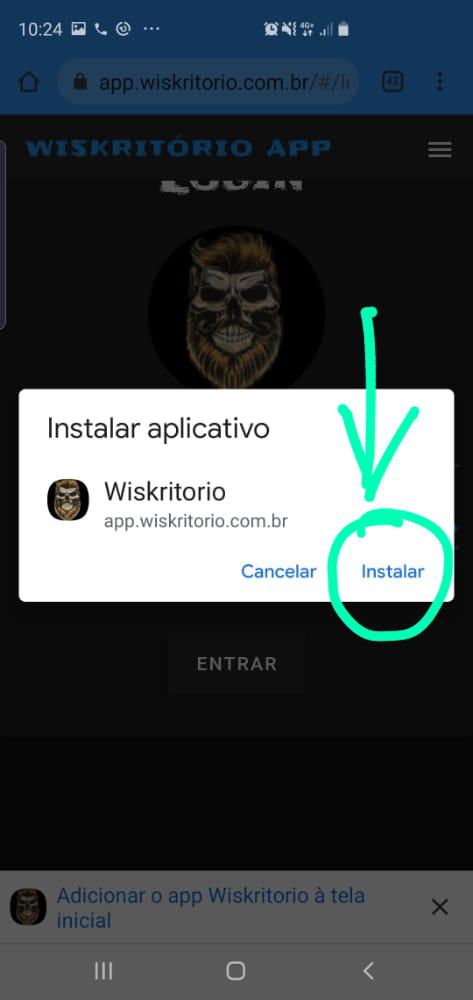 10:24
4G+
app.wiskritorio.com.br/#/l
43
WISKRITÓRIO APP
LOGIN
Instalar aplicativo
Wiskritorio
app.wiskritorio.com.br
Cancelar Instalar
ENTRAR
Adicionar o app Wiskritorio à tela
inicial